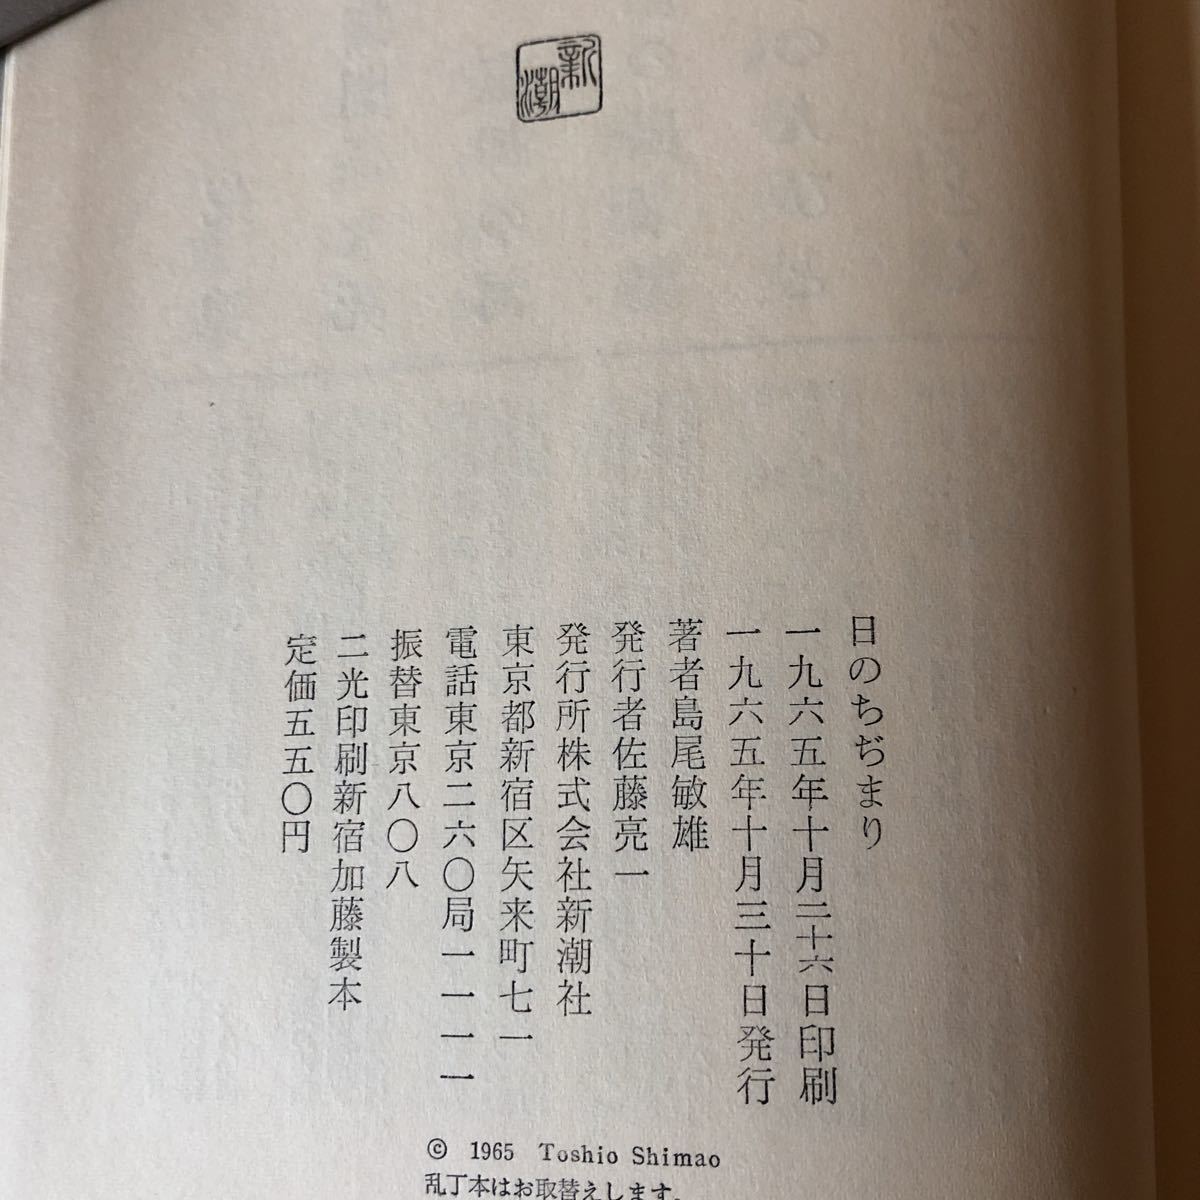 新潮
日のちぢまり
一九六五年十月二十六日印刷
一九六五年十月三十日発行
著者島尾敏雄
発行者佐藤亮一
発行所株式会社新潮社
東京都新宿区矢来町七一
電話東京二六〇局一一一一
振替東京八〇八
二光印刷新宿加藤製本
定価五五〇円
© 1965 Toshio Shimao
乱丁本はお取替えします。